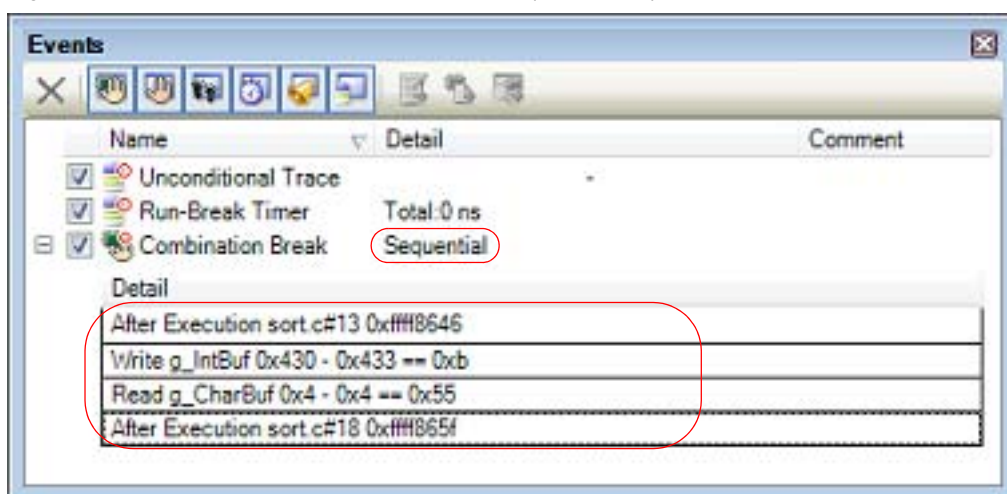 Events
Name Detail Comment
Unconditional Trace -
Run-Break Timer Total:0 ns
Combination Break Sequential
Detail
After Execution sort.c#13 0xffff8646
Write g_IntBuf 0x430 - 0x433 == 0xb
Read g_CharBuf 0x4 - 0x4 == 0x55
After Execution sort.c#18 0xffff865f